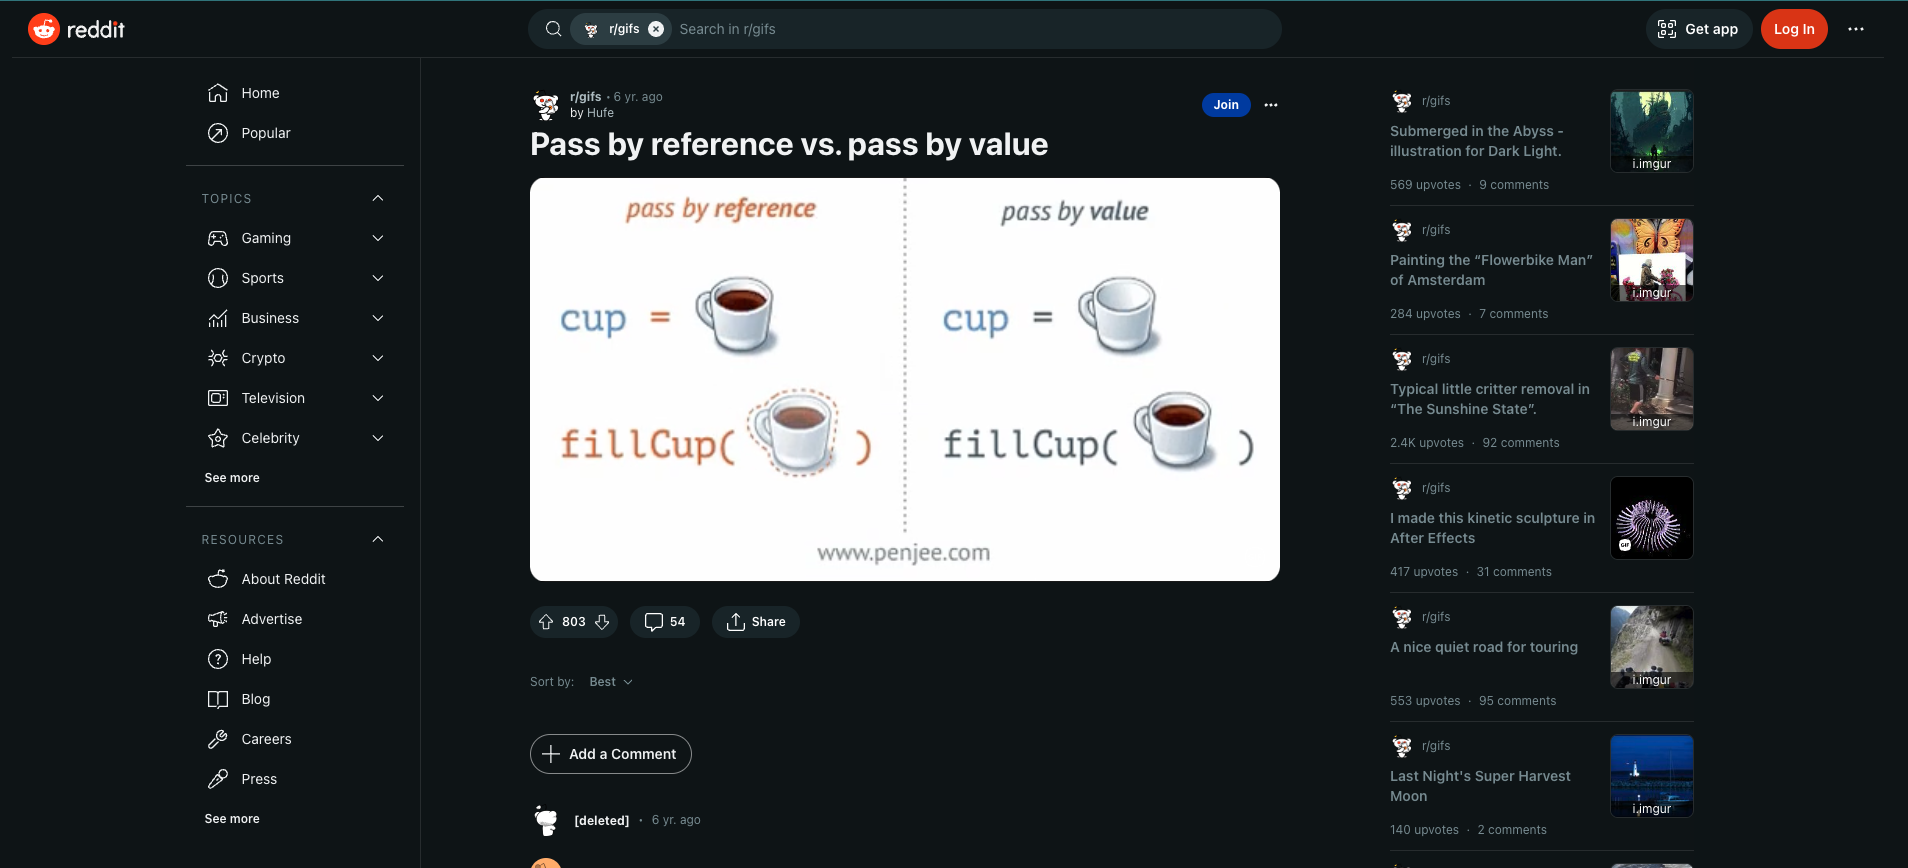 reddit
r/gifs
Search in r/gifs
Get app
Log In
Home
Popular
TOPICS
Gaming
Sports
Business
Crypto
Television
Celebrity
See more
RESOURCES
About Reddit
Advertise
Help
Blog
Careers
Press
See more
r/gifs • 6 yr. ago
by Hufe
Join
Pass by reference vs. pass by value
pass by reference
pass by value
cup =
cup =
fillCup( )
fillCup( )
www.penjee.com
803
54
Share
Sort by: Best
Add a Comment
[deleted] • 6 yr. ago
r/gifs
Submerged in the Abyss -
illustration for Dark Light.
i.imgur
569 upvotes · 9 comments
r/gifs
Painting the “Flowerbike Man”
of Amsterdam
i.imgur
284 upvotes · 7 comments
r/gifs
Typical little critter removal in
“The Sunshine State”.
i.imgur
2.4K upvotes · 92 comments
r/gifs
I made this kinetic sculpture in
After Effects
GIF
417 upvotes · 31 comments
r/gifs
A nice quiet road for touring
i.imgur
553 upvotes · 95 comments
r/gifs
Last Night's Super Harvest
Moon
i.imgur
140 upvotes · 2 comments